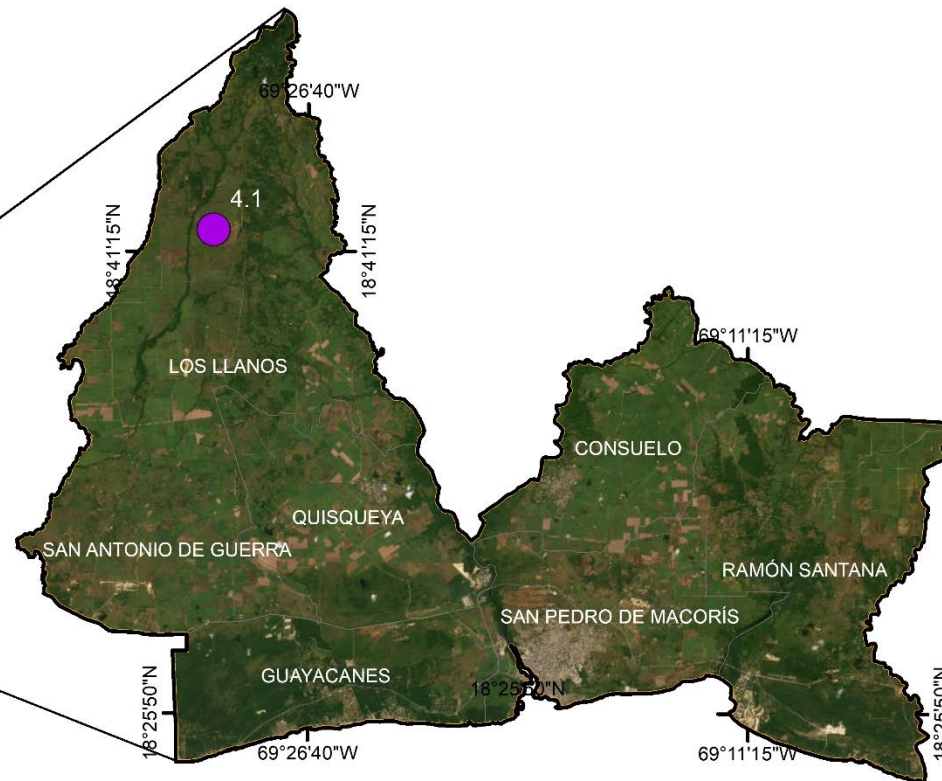 69°26'40"W
4.1
18°41'15"N
18°41'15"N
69°11'15"W
LOS LLANOS
CONSUELO
QUISQUEYA
SAN ANTONIO DE GUERRA
RAMÓN SANTANA
SAN PEDRO DE MACORÍS
GUAYACANES
18°25'50"N
18°25'50"N
18°25'50"N
69°26'40"W
69°11'15"W